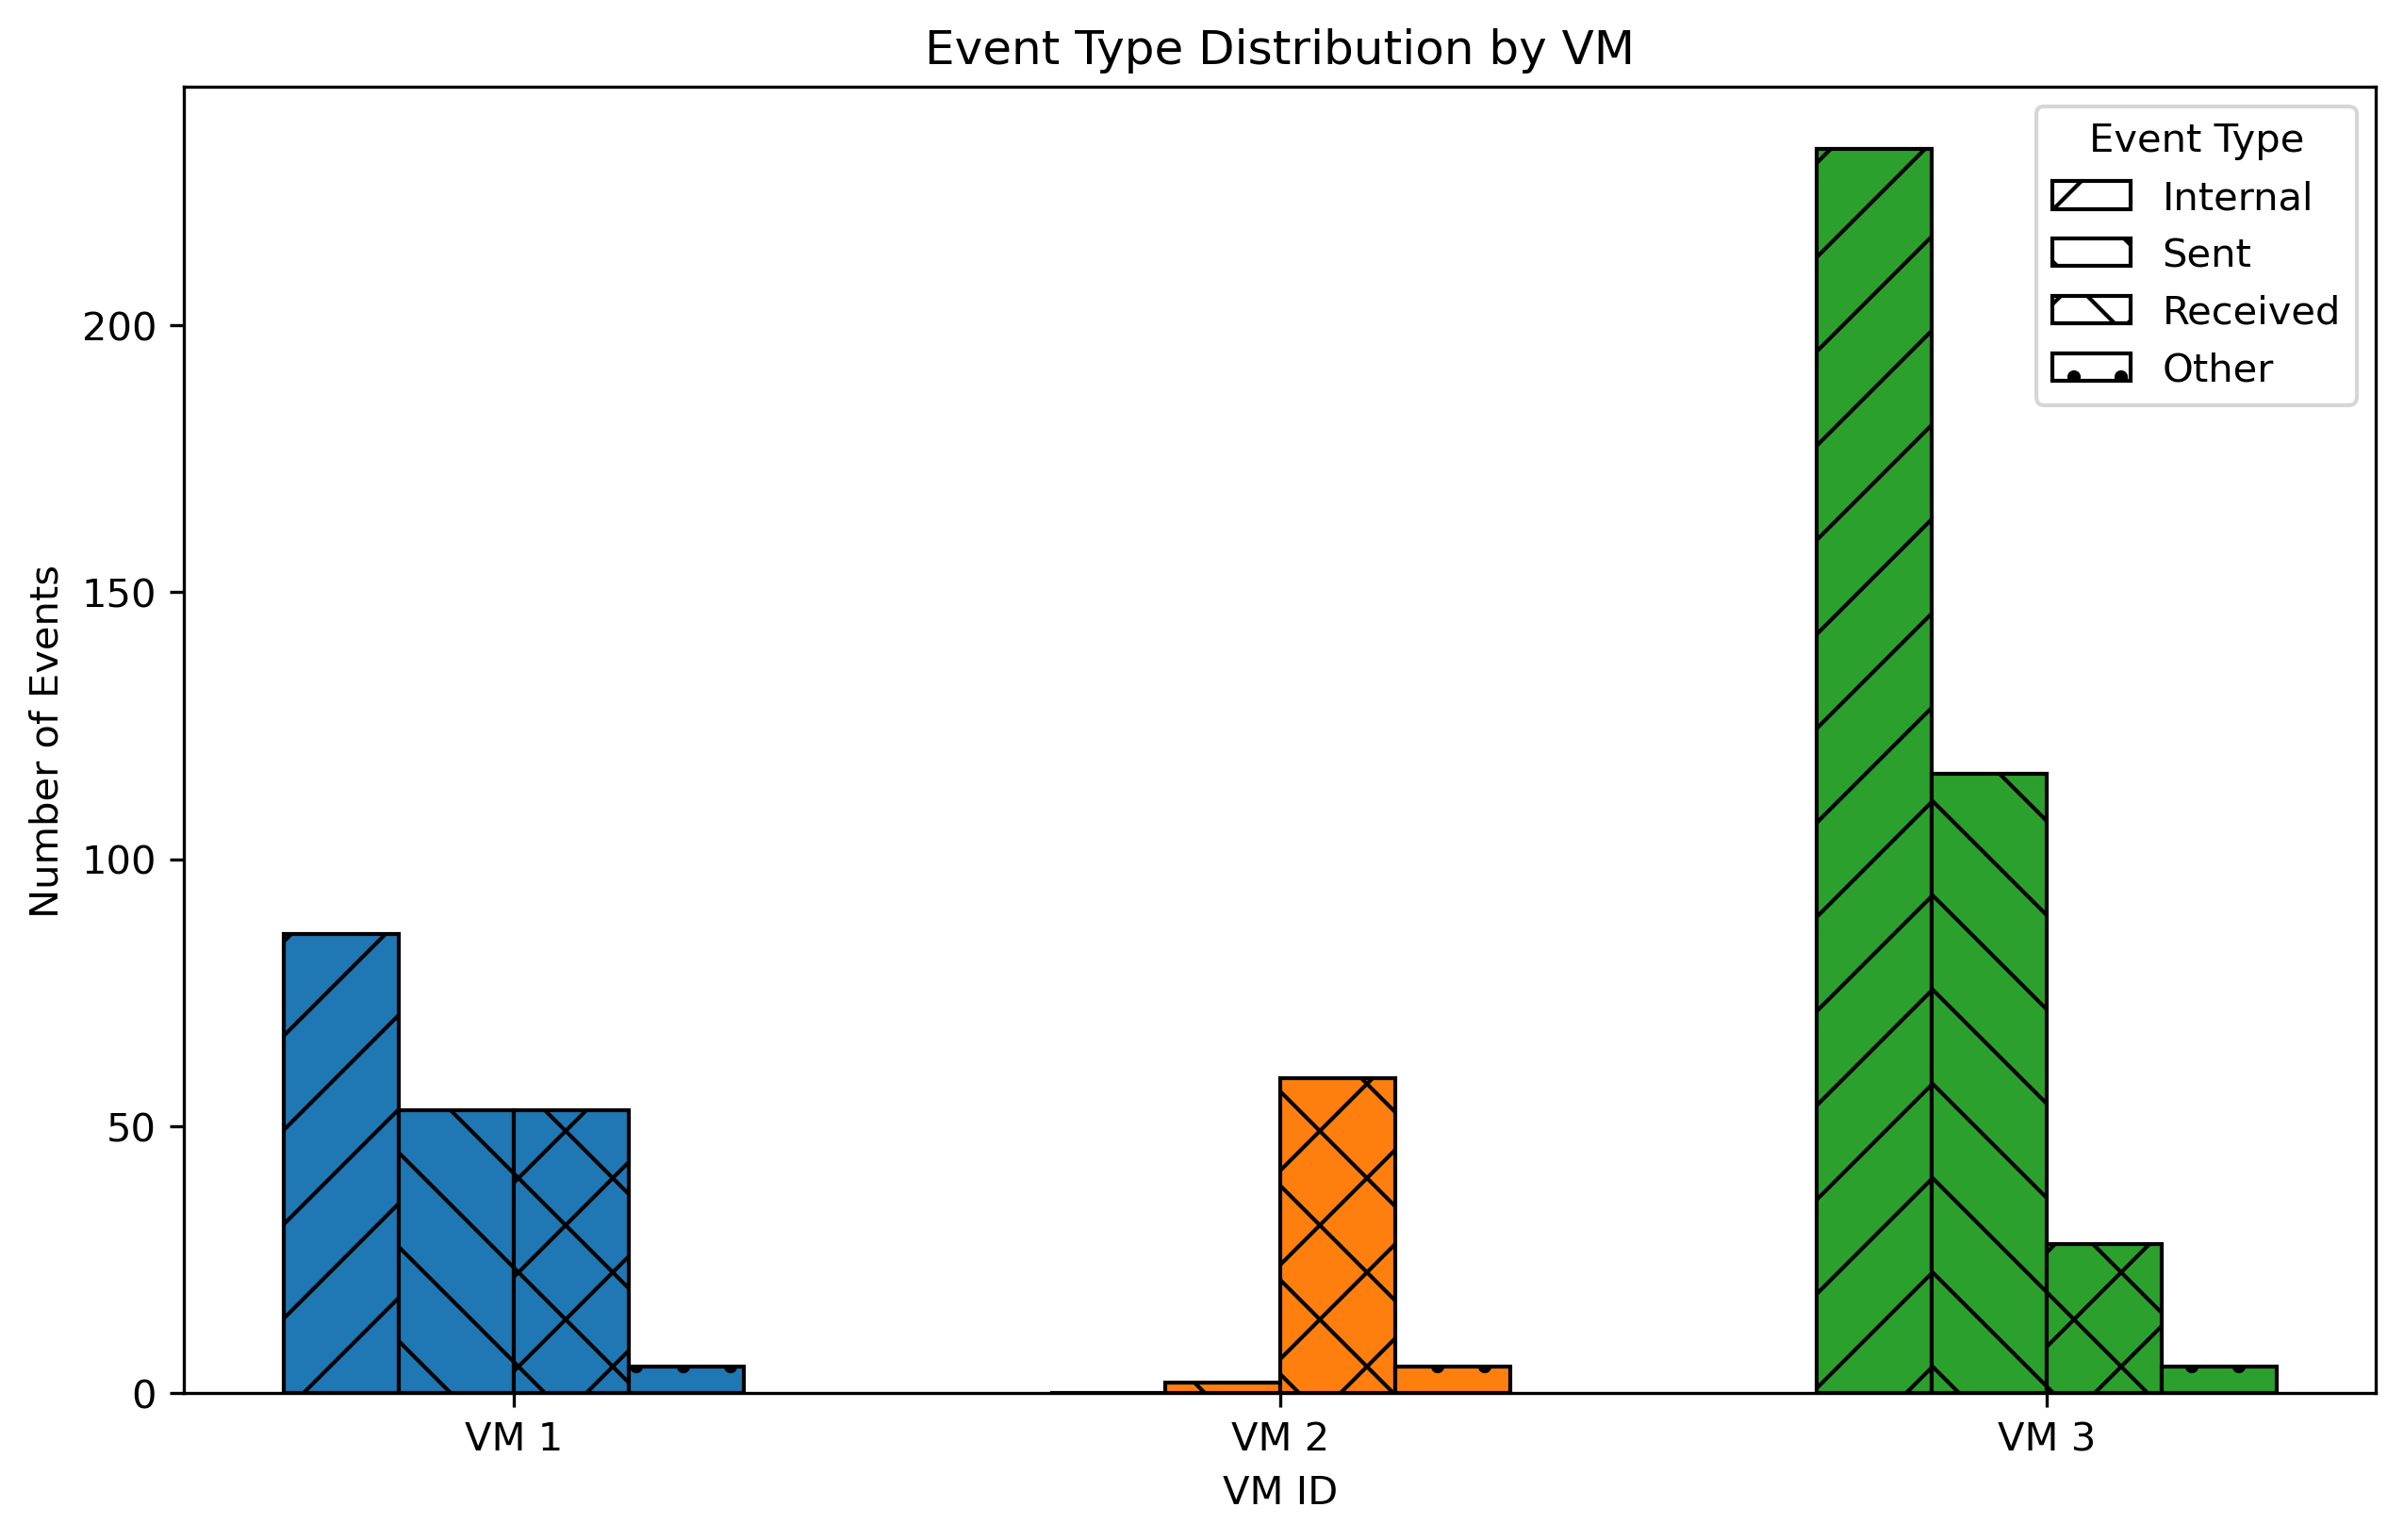 Event Type Distribution by VM
Event Type
Internal
Sent
Received
Other
Number of Events
200
150
100
50
0
VM 1
VM 2
VM 3
VM ID